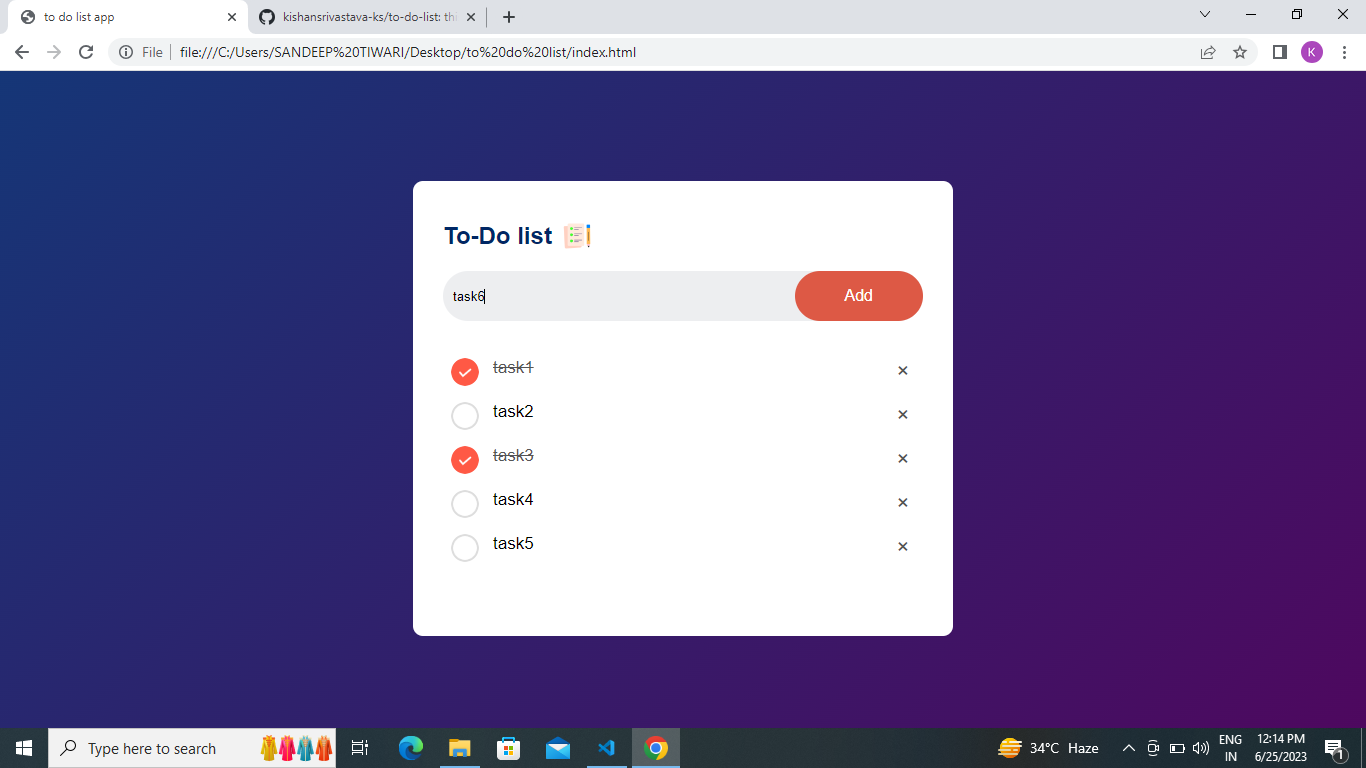 to do list app
kishansrivastava-ks/to-do-list: thi
File
file:///C:/Users/SANDEEP%20TIWARI/Desktop/to%20do%20list/index.html
K
To-Do list
task6
Add
task1
task2
task3
task4
task5
Type here to search
34°C Haze
ENG
IN
12:14 PM
6/25/2023
1